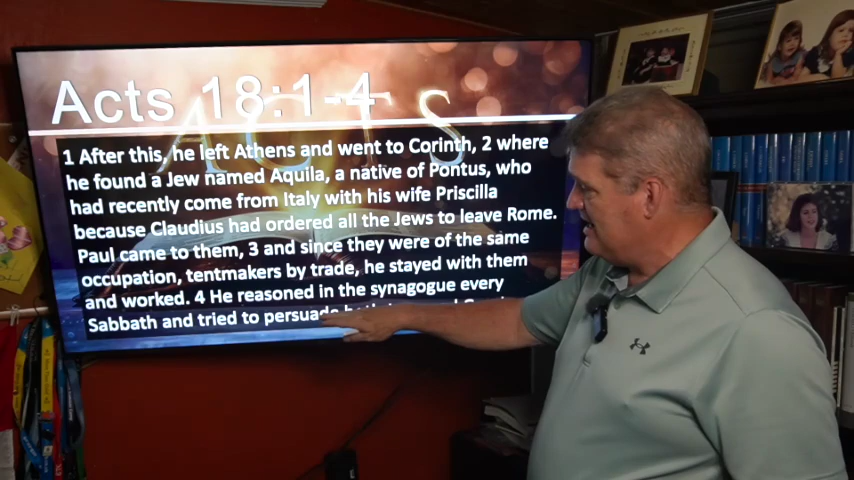 Acts 18:1-4
ACTS
1 After this, he left Athens and went to Corinth, 2 where
he found a Jew named Aquila, a native of Pontus, who
had recently come from Italy with his wife Priscilla
because Claudius had ordered all the Jews to leave Rome.
Paul came to them, 3 and since they were of the same
occupation, tentmakers by trade, he stayed with them
and worked. 4 He reasoned in the synagogue every
Sabbath and tried to persuade